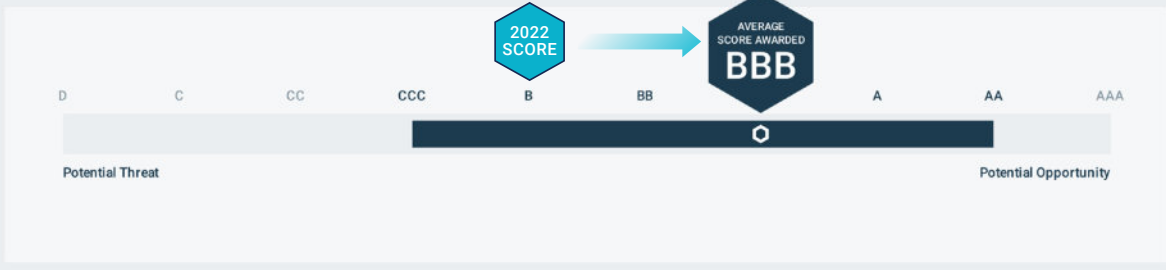 2022
SCORE
AVERAGE
SCORE AWARDED
BBB
D C CC CCC B BB A AA AAA
Potential Threat Potential Opportunity